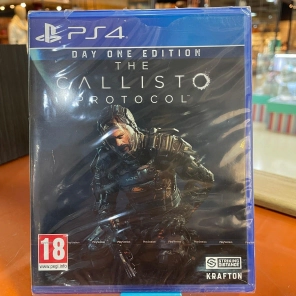 PS4
DAY ONE EDITION
THE
CALLISTO
PROTOCOL
18
www.pegi.info
STRIKING
DISTANCE
KRAFTON